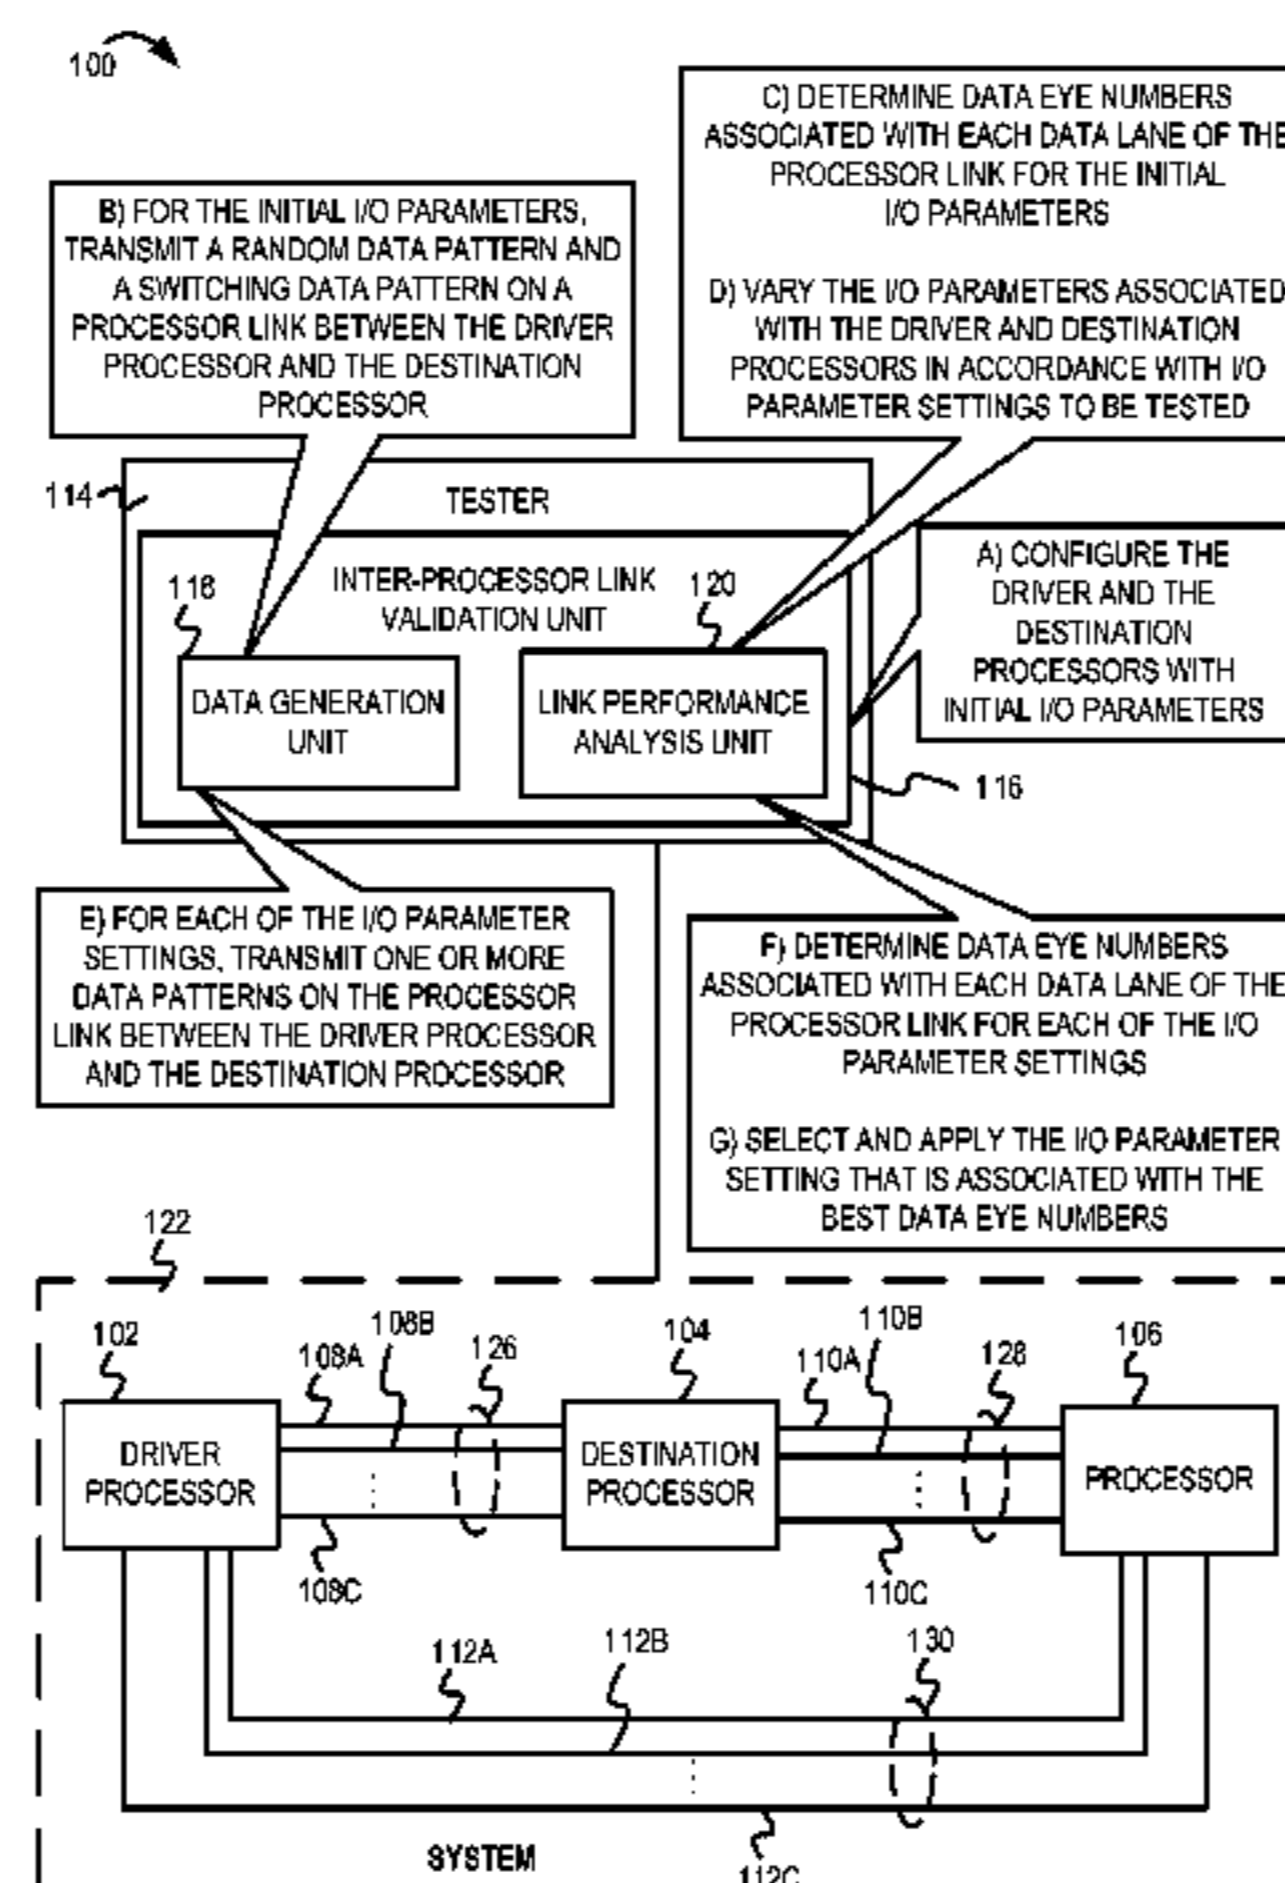 100
C) DETERMINE DATA EYE NUMBERS
ASSOCIATED WITH EACH DATA LANE OF THE
PROCESSOR LINK FOR THE INITIAL
I/O PARAMETERS
D) VARY THE I/O PARAMETERS ASSOCIATED
WITH THE DRIVER AND DESTINATION
PROCESSORS IN ACCORDANCE WITH I/O
PARAMETER SETTINGS TO BE TESTED
B) FOR THE INITIAL I/O PARAMETERS,
TRANSMIT A RANDOM DATA PATTERN AND
A SWITCHING DATA PATTERN ON A
PROCESSOR LINK BETWEEN THE DRIVER
PROCESSOR AND THE DESTINATION
PROCESSOR
114
TESTER
INTER-PROCESSOR LINK
VALIDATION UNIT
118
120
DATA GENERATION
UNIT
LINK PERFORMANCE
ANALYSIS UNIT
A) CONFIGURE THE
DRIVER AND THE
DESTINATION
PROCESSORS WITH
INITIAL I/O PARAMETERS
116
E) FOR EACH OF THE I/O PARAMETER
SETTINGS, TRANSMIT ONE OR MORE
DATA PATTERNS ON THE PROCESSOR
LINK BETWEEN THE DRIVER PROCESSOR
AND THE DESTINATION PROCESSOR
F) DETERMINE DATA EYE NUMBERS
ASSOCIATED WITH EACH DATA LANE OF THE
PROCESSOR LINK FOR EACH OF THE I/O
PARAMETER SETTINGS
G) SELECT AND APPLY THE I/O PARAMETER
SETTING THAT IS ASSOCIATED WITH THE
BEST DATA EYE NUMBERS
122
102
108A
108B
126
104
110A
110B
128
106
DRIVER
PROCESSOR
DESTINATION
PROCESSOR
PROCESSOR
108C
110C
112A
112B
130
SYSTEM
112C